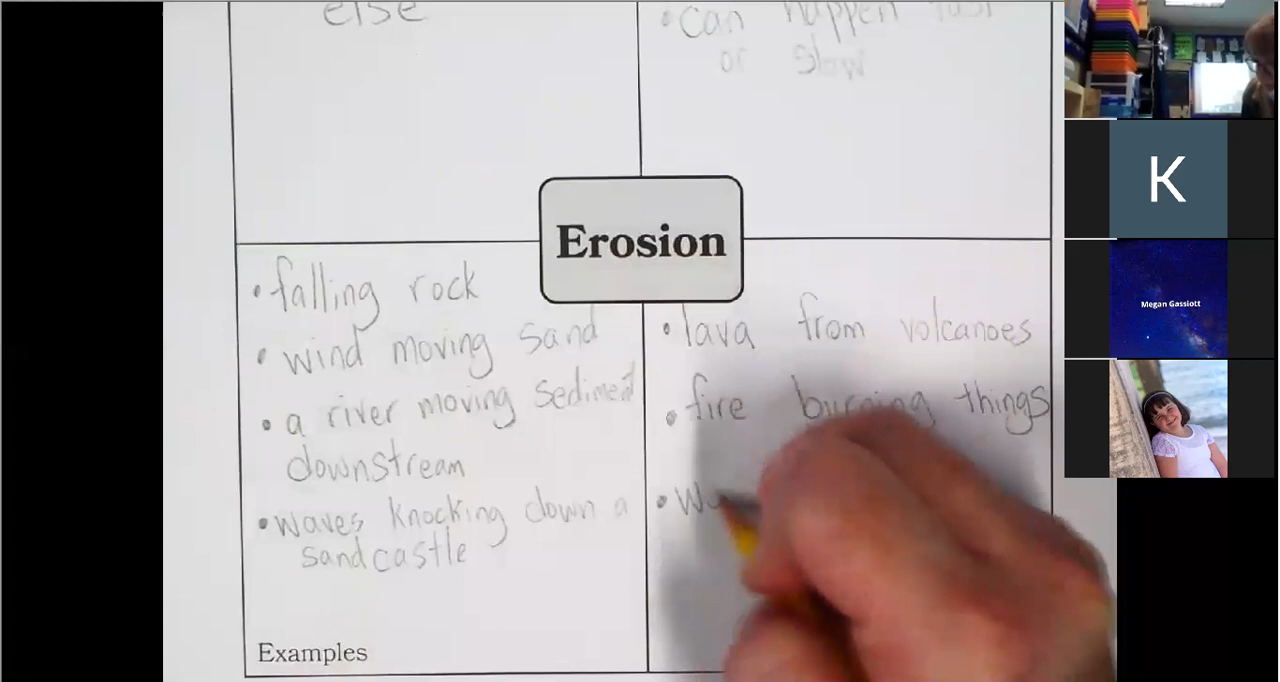 else
• can happen fast
or slow
Erosion
• falling rock
• wind moving sand
• a river moving sediment
downstream
• waves knocking down a
sandcastle
Examples
• lava from volcanoes
• fire burning things
K
Megan Gassiott